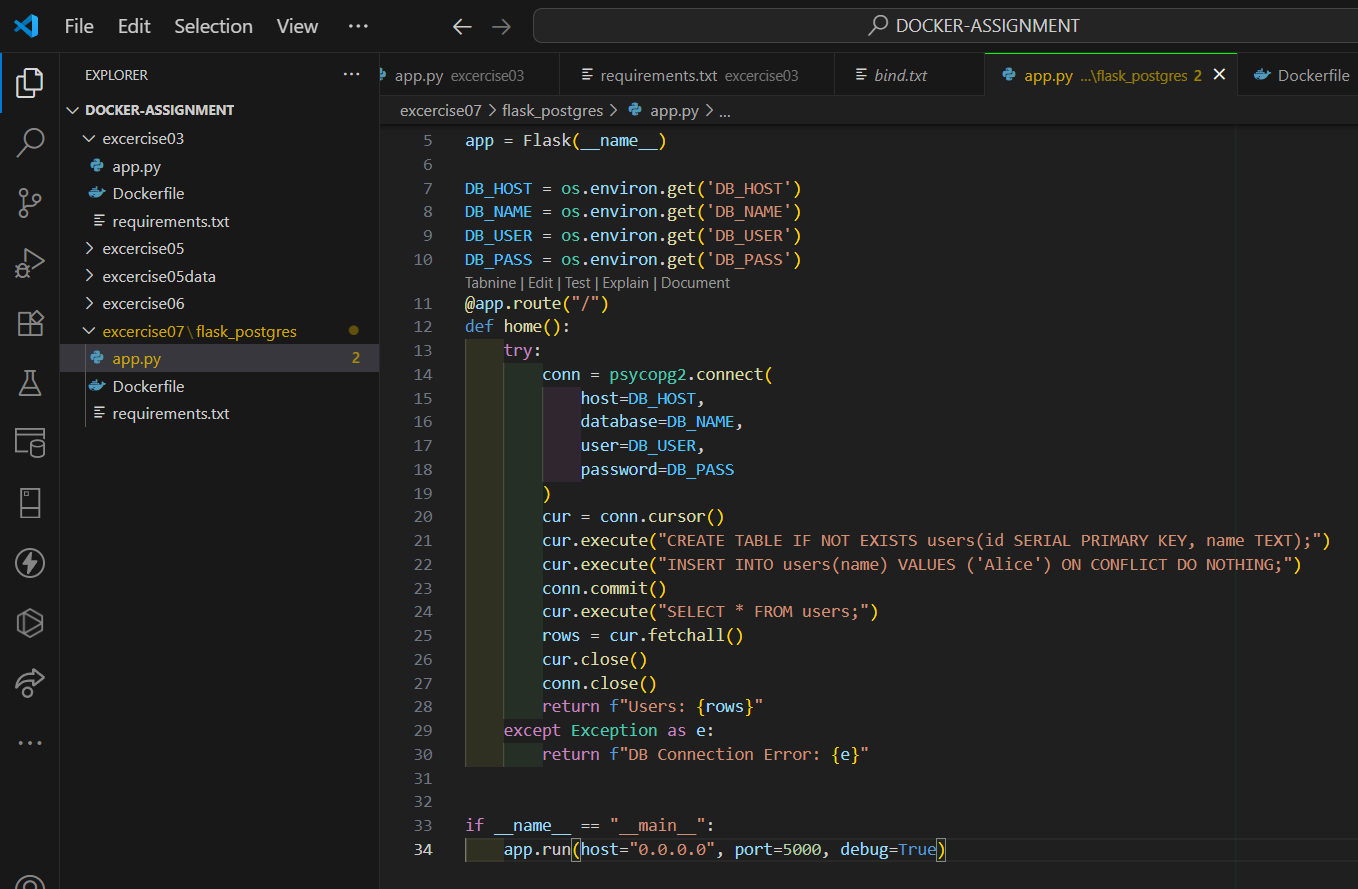 File Edit Selection View ··· ← → DOCKER-ASSIGNMENT
EXPLORER ···
DOCKER-ASSIGNMENT
excercise03
app.py
Dockerfile
requirements.txt
excercise05
excercise05data
excercise06
excercise07 \ flask_postgres
app.py 2
Dockerfile
requirements.txt
app.py excercise03 requirements.txt excercise03 bind.txt app.py ...\flask_postgres 2 × Dockerfile
excercise07 > flask_postgres > app.py > ...
5 app = Flask(__name__)
6
7 DB_HOST = os.environ.get('DB_HOST')
8 DB_NAME = os.environ.get('DB_NAME')
9 DB_USER = os.environ.get('DB_USER')
10 DB_PASS = os.environ.get('DB_PASS')
Tabnine | Edit | Test | Explain | Document
11 @app.route("/")
12 def home():
13 try:
14 conn = psycopg2.connect(
15 host=DB_HOST,
16 database=DB_NAME,
17 user=DB_USER,
18 password=DB_PASS
19 )
20 cur = conn.cursor()
21 cur.execute("CREATE TABLE IF NOT EXISTS users(id SERIAL PRIMARY KEY, name TEXT);")
22 cur.execute("INSERT INTO users(name) VALUES ('Alice') ON CONFLICT DO NOTHING;")
23 conn.commit()
24 cur.execute("SELECT * FROM users;")
25 rows = cur.fetchall()
26 cur.close()
27 conn.close()
28 return f"Users: {rows}"
29 except Exception as e:
30 return f"DB Connection Error: {e}"
31
32
33 if __name__ == "__main__":
34 app.run(host="0.0.0.0", port=5000, debug=True)